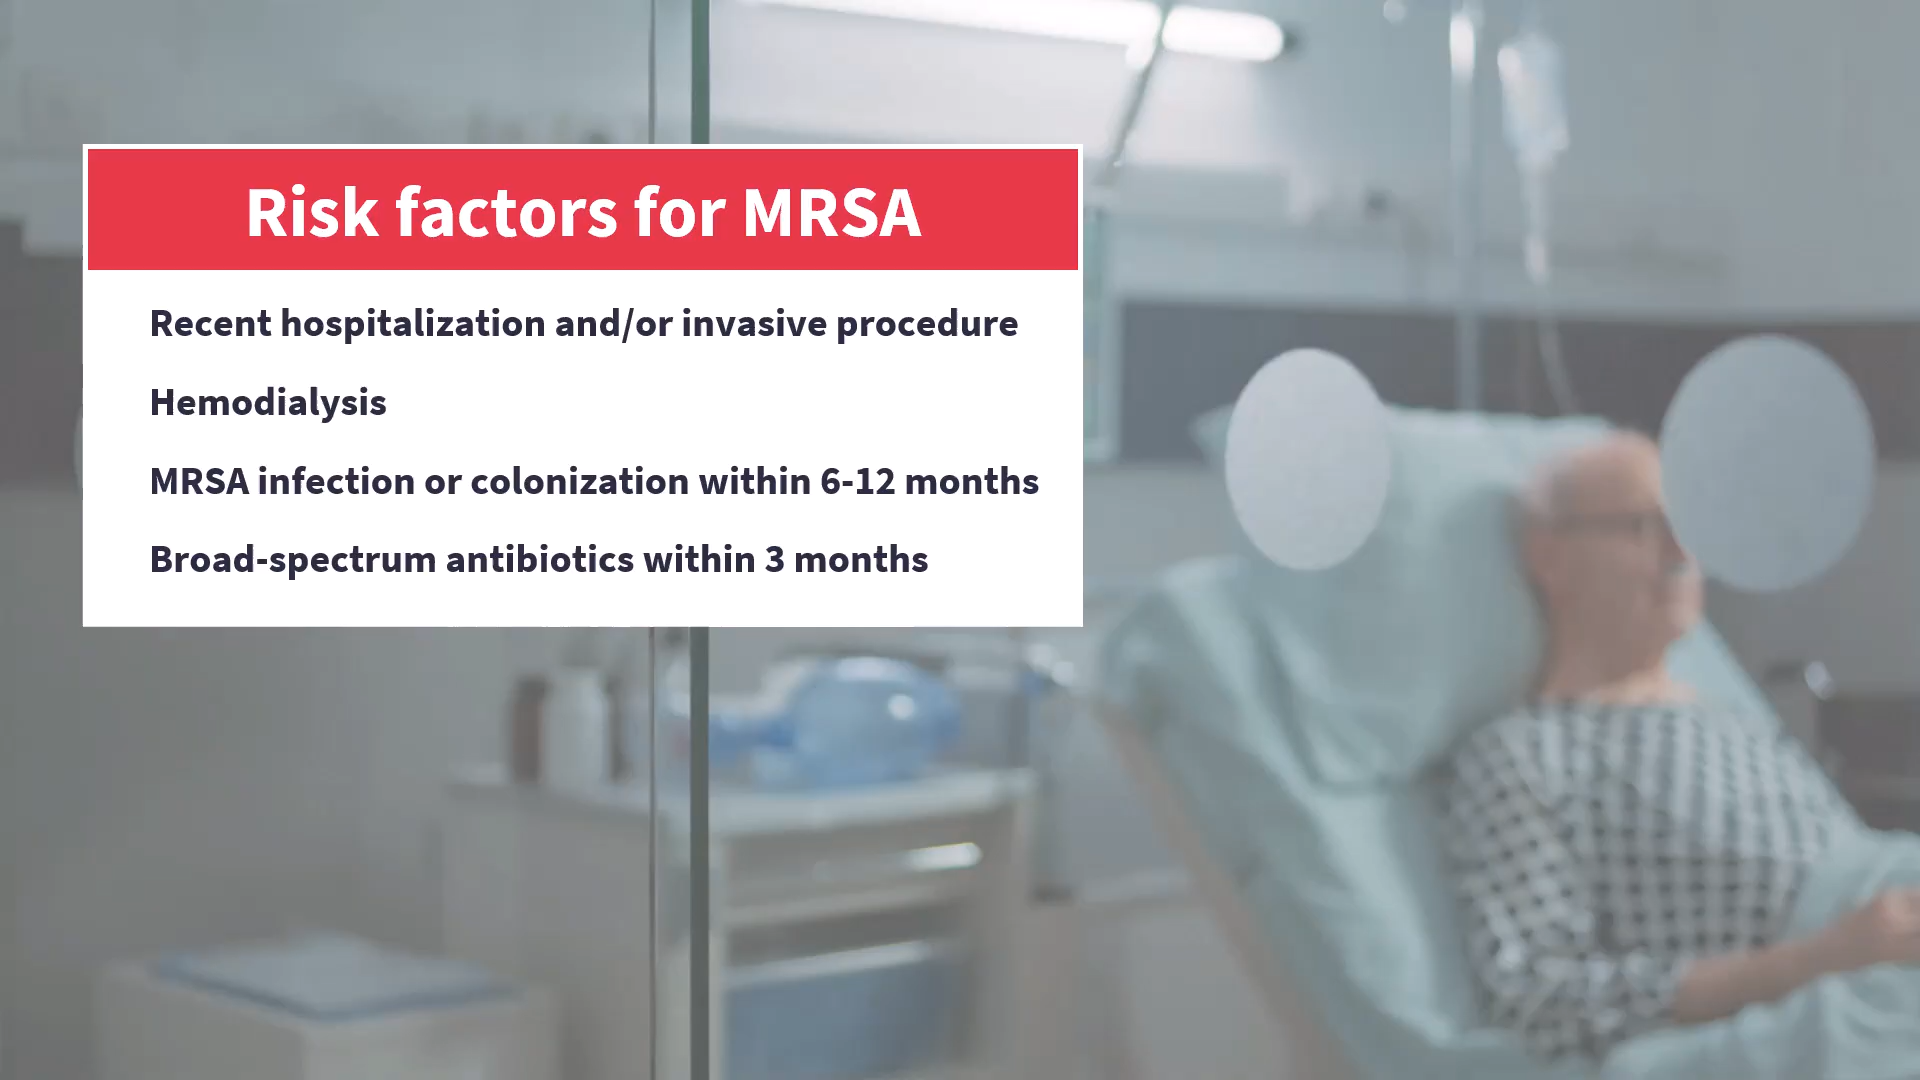 Risk factors for MRSA
Recent hospitalization and/or invasive procedure
Hemodialysis
MRSA infection or colonization within 6-12 months
Broad-spectrum antibiotics within 3 months